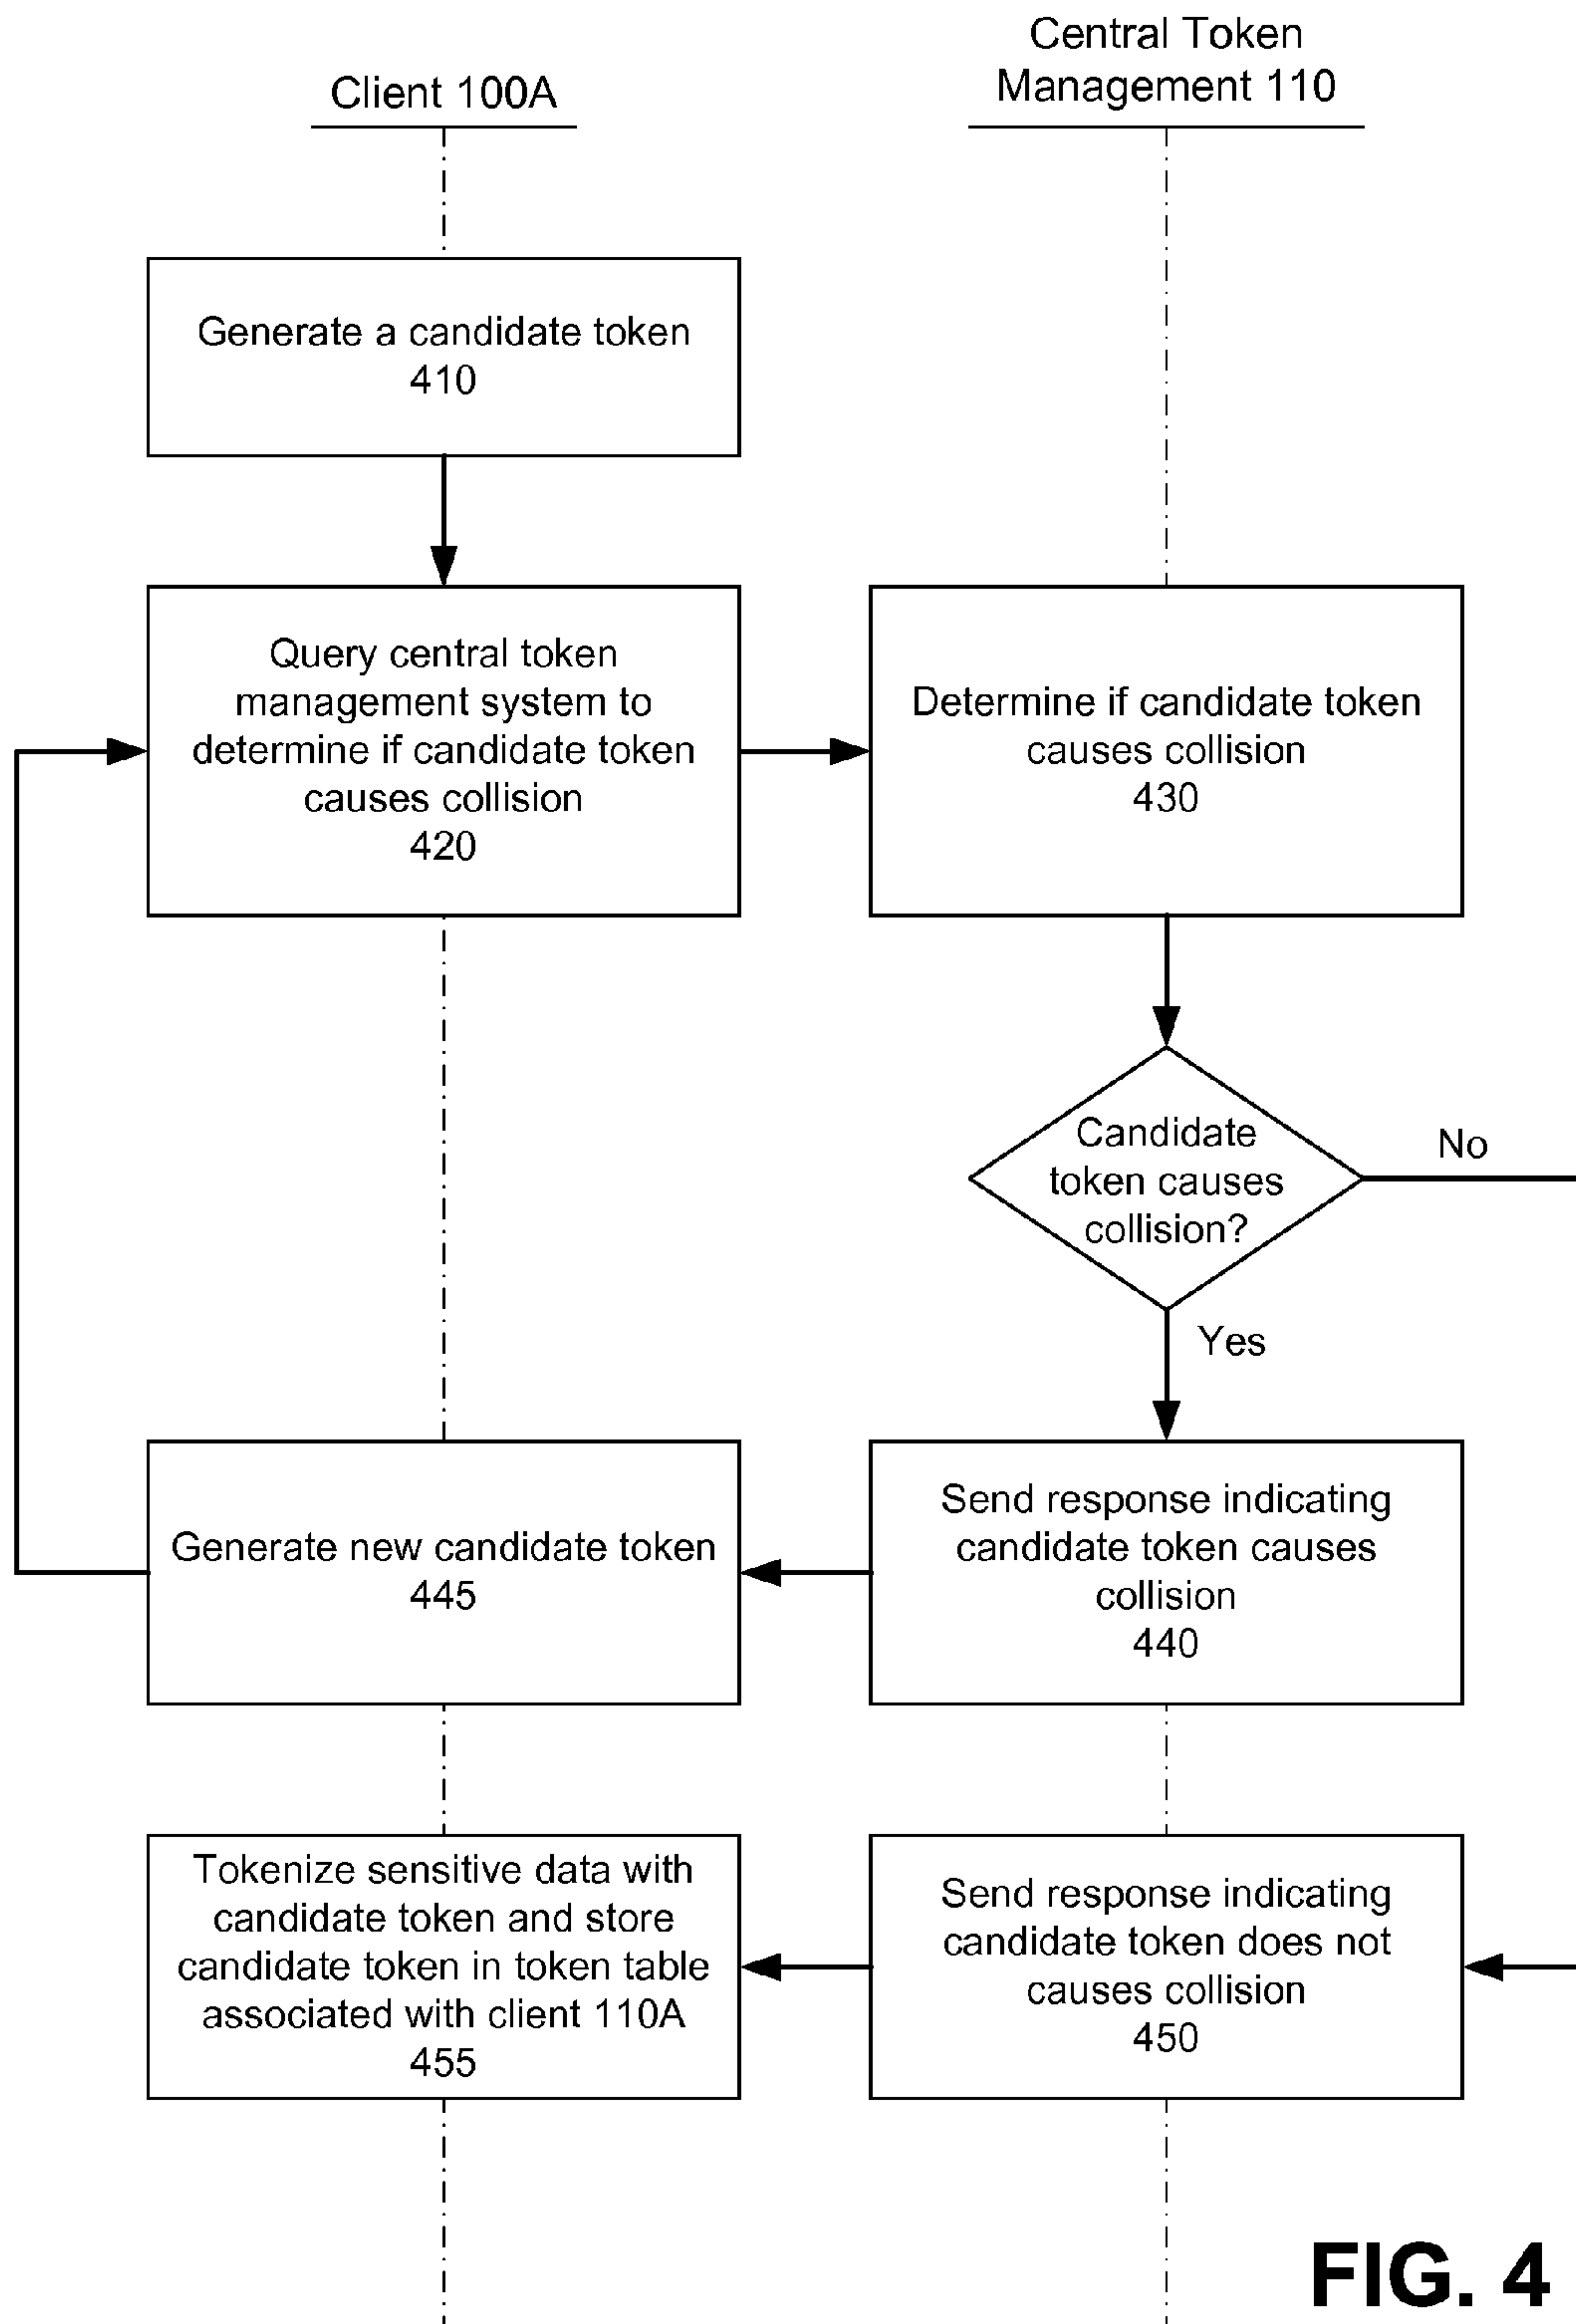 Client 100A
Central Token
Management 110
Generate a candidate token
410
Query central token
management system to
determine if candidate token
causes collision
420
Determine if candidate token
causes collision
430
Candidate
token causes
collision?
No
Yes
Send response indicating
candidate token causes
collision
440
Generate new candidate token
445
Send response indicating
candidate token does not
causes collision
450
Tokenize sensitive data with
candidate token and store
candidate token in token table
associated with client 110A
455
FIG. 4